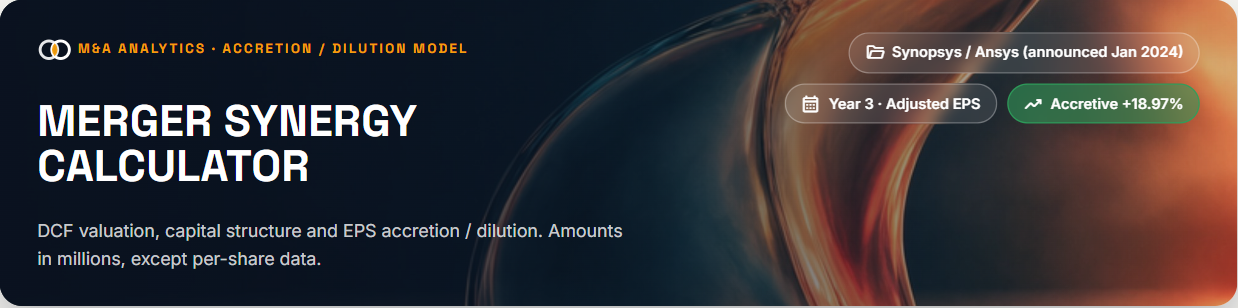 M&A ANALYTICS · ACCRETION / DILUTION MODEL
MERGER SYNERGY
CALCULATOR
DCF valuation, capital structure and EPS accretion / dilution. Amounts
in millions, except per-share data.
Synopsys / Ansys (announced Jan 2024)
Year 3 · Adjusted EPS
Accretive +18.97%